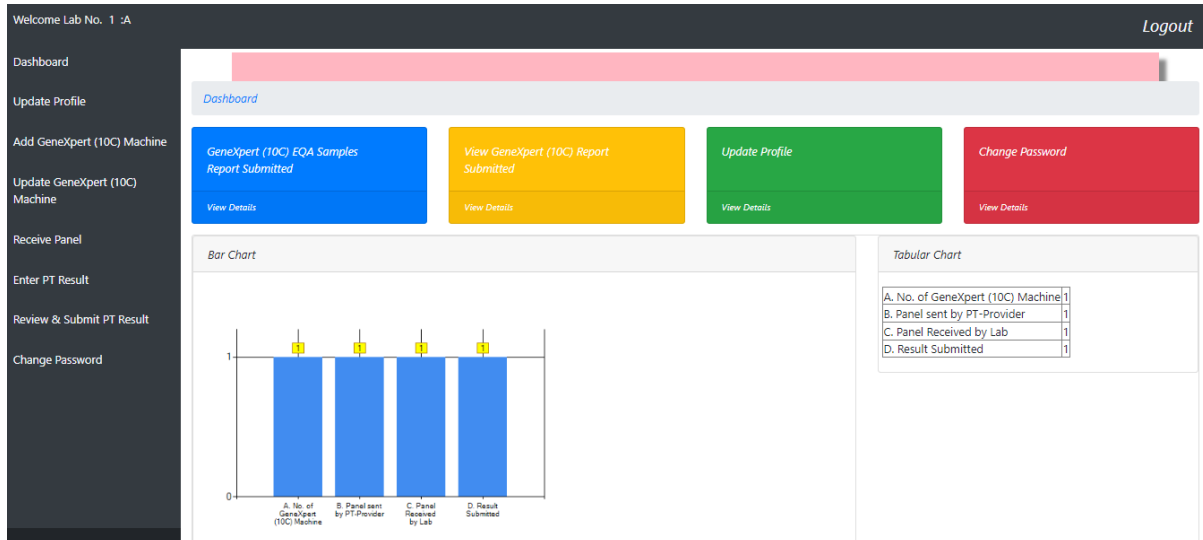 Welcome Lab No. 1 :A
Logout
Dashboard
Update Profile
Add GeneXpert (10C) Machine
Update GeneXpert (10C)
Machine
Receive Panel
Enter PT Result
Review & Submit PT Result
Change Password
Dashboard
GeneXpert (10C) EQA Samples
Report Submitted
View Details
View GeneXpert (10C) Report
Submitted
View Details
Update Profile
View Details
Change Password
View Details
Bar Chart
1
1
1
1
1
0
A. No. of
GeneXpert
(10C) Machine
B. Panel sent
by PT-Provider
C. Panel
Received
by Lab
D. Result
Submitted
Tabular Chart
A. No. of GeneXpert (10C) Machine 1
B. Panel sent by PT-Provider 1
C. Panel Received by Lab 1
D. Result Submitted 1